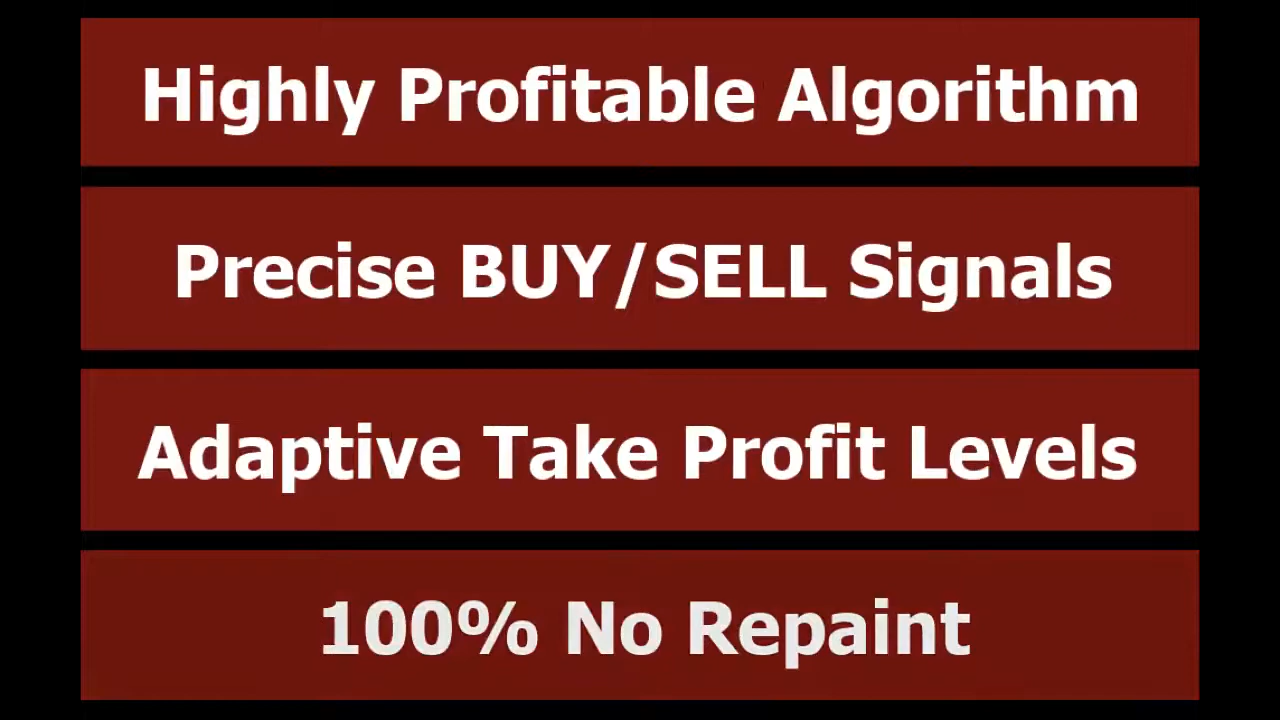 Highly Profitable Algorithm
Precise BUY/SELL Signals
Adaptive Take Profit Levels
100% No Repaint